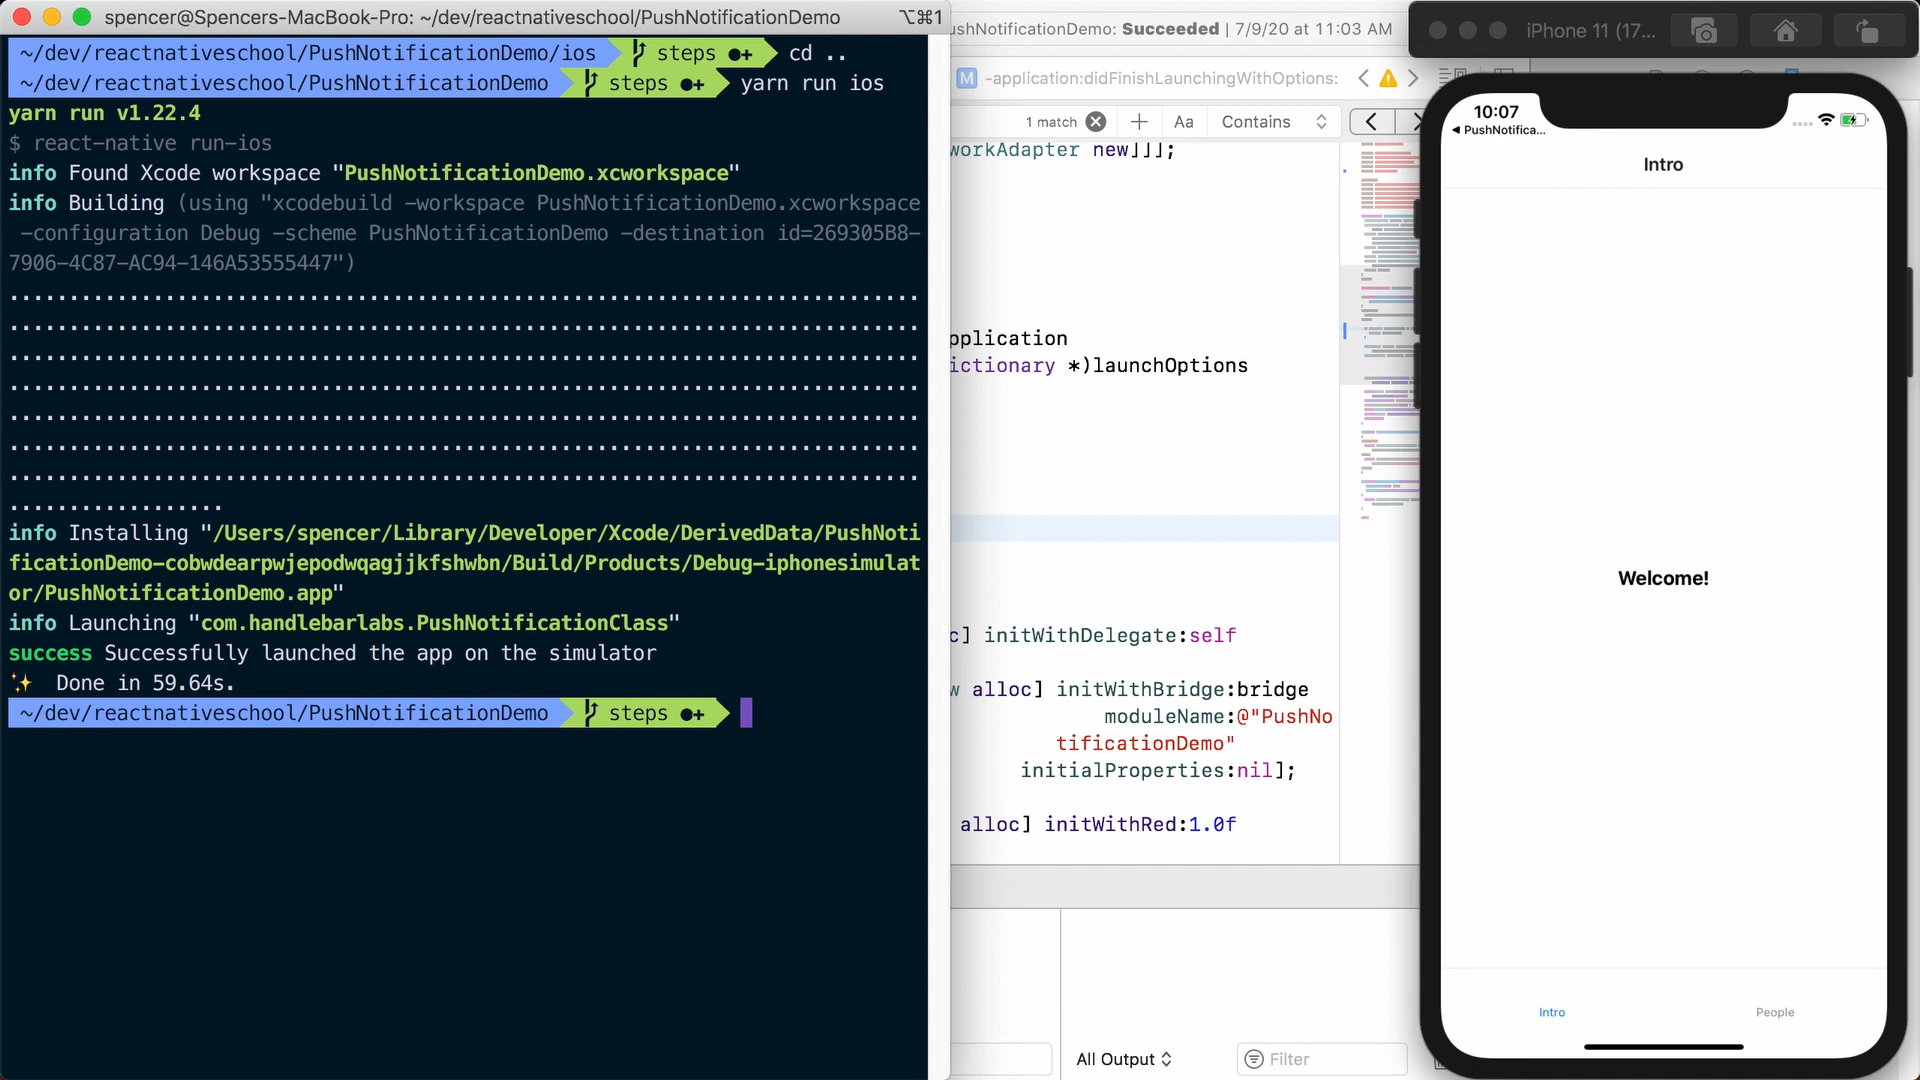 spencer@Spencers-MacBook-Pro: ~/dev/reactnativeschool/PushNotificationDemo
⌥⌘1
~/dev/reactnativeschool/PushNotificationDemo/ios steps ●+ cd ..
~/dev/reactnativeschool/PushNotificationDemo steps ●+ yarn run ios
yarn run v1.22.4
$ react-native run-ios
info Found Xcode workspace "PushNotificationDemo.xcworkspace"
info Building (using "xcodebuild -workspace PushNotificationDemo.xcworkspace
-configuration Debug -scheme PushNotificationDemo -destination id=269305B8-
7906-4C87-AC94-146A53555447")
............................................................................
............................................................................
............................................................................
............................................................................
............................................................................
............................................................................
............................................................................
..................
info Installing "/Users/spencer/Library/Developer/Xcode/DerivedData/PushNoti
ficationDemo-cobwdearpwjepodwqagjjkfshwbn/Build/Products/Debug-iphonesimulat
or/PushNotificationDemo.app"
info Launching "com.handlebarlabs.PushNotificationClass"
success Successfully launched the app on the simulator
✨ Done in 59.64s.
~/dev/reactnativeschool/PushNotificationDemo steps ●+
ushNotificationDemo: Succeeded | 7/9/20 at 11:03 AM
M -application:didFinishLaunchingWithOptions:
1 match + Aa Contains
workAdapter new]]];
pplication
ictionary *)launchOptions
c] initWithDelegate:self
w alloc] initWithBridge:bridge
moduleName:@"PushNo
tificationDemo"
initialProperties:nil];
alloc] initWithRed:1.0f
All Output
Filter
iPhone 11 (17...
10:07
◀ PushNotifica...
Intro
Welcome!
Intro
People